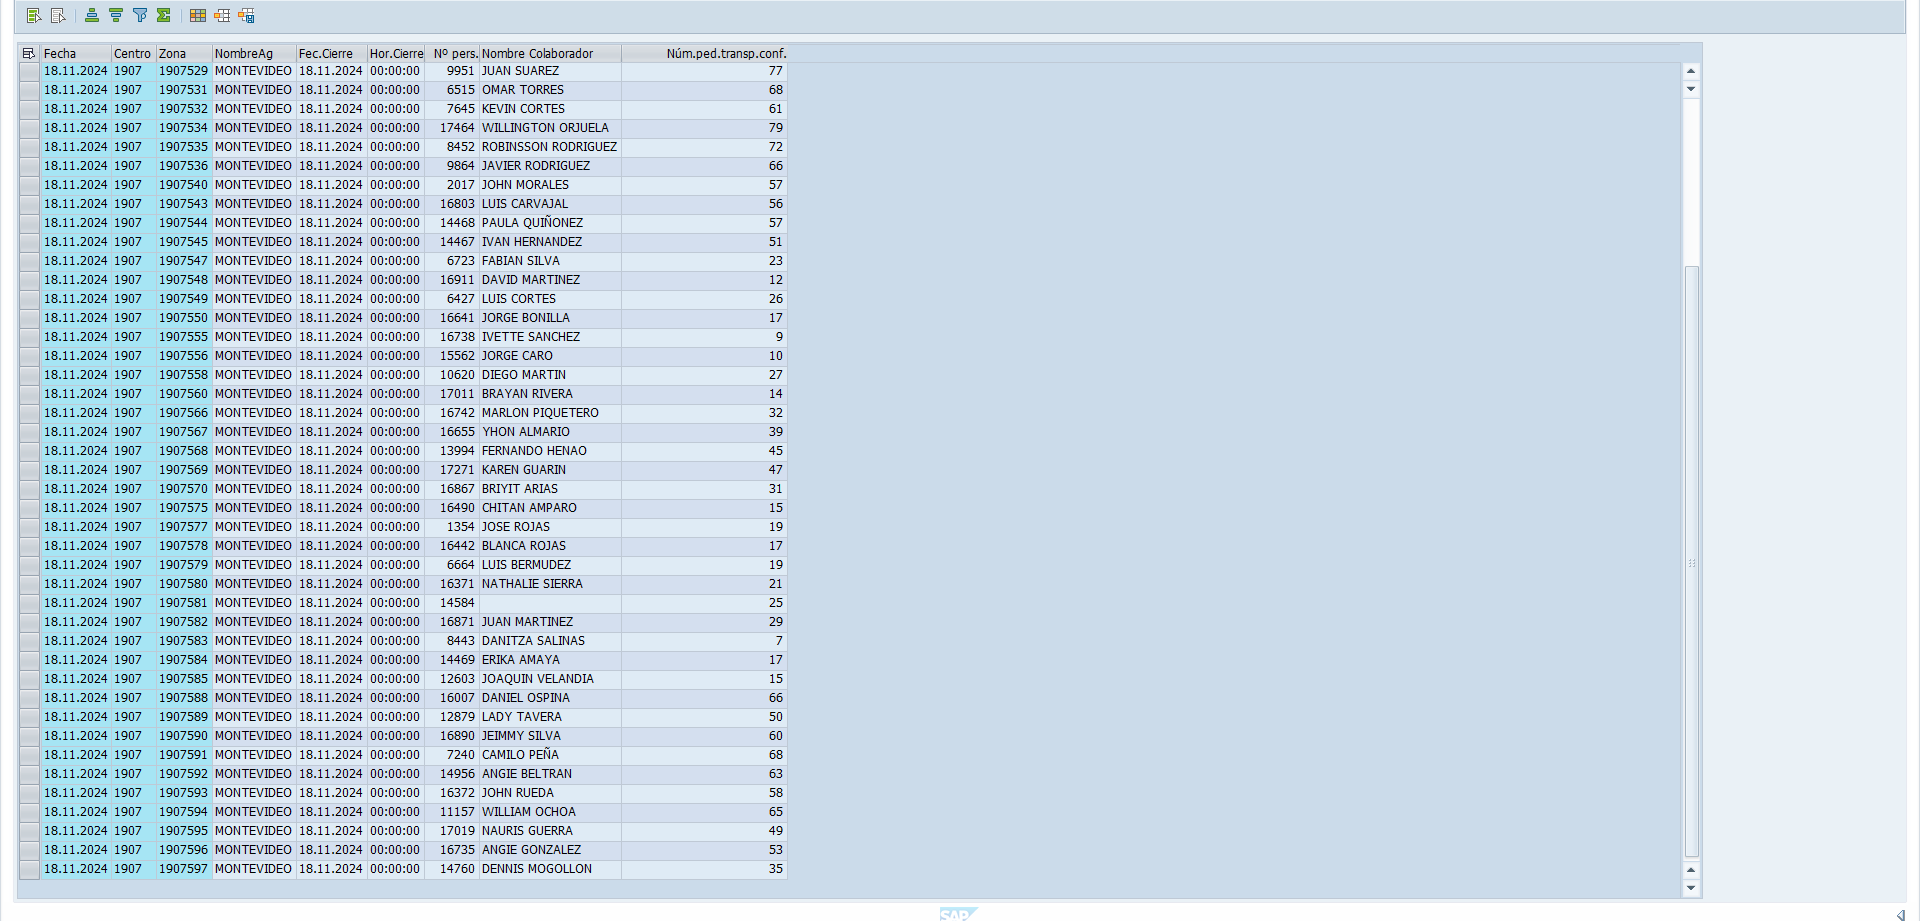 Fecha Centro Zona NombreAg Fec.Cierre Hor.Cierre Nº pers. Nombre Colaborador Núm.ped.transp.conf.
18.11.2024 1907 1907529 MONTEVIDEO 18.11.2024 00:00:00 9951 JUAN SUAREZ 77
18.11.2024 1907 1907531 MONTEVIDEO 18.11.2024 00:00:00 6515 OMAR TORRES 68
18.11.2024 1907 1907532 MONTEVIDEO 18.11.2024 00:00:00 7645 KEVIN CORTES 61
18.11.2024 1907 1907534 MONTEVIDEO 18.11.2024 00:00:00 17464 WILLINGTON ORJUELA 79
18.11.2024 1907 1907535 MONTEVIDEO 18.11.2024 00:00:00 8452 ROBINSSON RODRIGUEZ 72
18.11.2024 1907 1907536 MONTEVIDEO 18.11.2024 00:00:00 9864 JAVIER RODRIGUEZ 66
18.11.2024 1907 1907540 MONTEVIDEO 18.11.2024 00:00:00 2017 JOHN MORALES 57
18.11.2024 1907 1907543 MONTEVIDEO 18.11.2024 00:00:00 16803 LUIS CARVAJAL 56
18.11.2024 1907 1907544 MONTEVIDEO 18.11.2024 00:00:00 14468 PAULA QUIÑONEZ 57
18.11.2024 1907 1907545 MONTEVIDEO 18.11.2024 00:00:00 14467 IVAN HERNANDEZ 51
18.11.2024 1907 1907547 MONTEVIDEO 18.11.2024 00:00:00 6723 FABIAN SILVA 23
18.11.2024 1907 1907548 MONTEVIDEO 18.11.2024 00:00:00 16911 DAVID MARTINEZ 12
18.11.2024 1907 1907549 MONTEVIDEO 18.11.2024 00:00:00 6427 LUIS CORTES 26
18.11.2024 1907 1907550 MONTEVIDEO 18.11.2024 00:00:00 16641 JORGE BONILLA 17
18.11.2024 1907 1907555 MONTEVIDEO 18.11.2024 00:00:00 16738 IVETTE SANCHEZ 9
18.11.2024 1907 1907556 MONTEVIDEO 18.11.2024 00:00:00 15562 JORGE CARO 10
18.11.2024 1907 1907558 MONTEVIDEO 18.11.2024 00:00:00 10620 DIEGO MARTIN 27
18.11.2024 1907 1907560 MONTEVIDEO 18.11.2024 00:00:00 17011 BRAYAN RIVERA 14
18.11.2024 1907 1907566 MONTEVIDEO 18.11.2024 00:00:00 16742 MARLON PIQUETERO 32
18.11.2024 1907 1907567 MONTEVIDEO 18.11.2024 00:00:00 16655 YHON ALMARIO 39
18.11.2024 1907 1907568 MONTEVIDEO 18.11.2024 00:00:00 13994 FERNANDO HENAO 45
18.11.2024 1907 1907569 MONTEVIDEO 18.11.2024 00:00:00 17271 KAREN GUARIN 47
18.11.2024 1907 1907570 MONTEVIDEO 18.11.2024 00:00:00 16867 BRIYIT ARIAS 31
18.11.2024 1907 1907575 MONTEVIDEO 18.11.2024 00:00:00 16490 CHITAN AMPARO 15
18.11.2024 1907 1907577 MONTEVIDEO 18.11.2024 00:00:00 1354 JOSE ROJAS 19
18.11.2024 1907 1907578 MONTEVIDEO 18.11.2024 00:00:00 16442 BLANCA ROJAS 17
18.11.2024 1907 1907579 MONTEVIDEO 18.11.2024 00:00:00 6664 LUIS BERMUDEZ 19
18.11.2024 1907 1907580 MONTEVIDEO 18.11.2024 00:00:00 16371 NATHALIE SIERRA 21
18.11.2024 1907 1907581 MONTEVIDEO 18.11.2024 00:00:00 14584 25
18.11.2024 1907 1907582 MONTEVIDEO 18.11.2024 00:00:00 16871 JUAN MARTINEZ 29
18.11.2024 1907 1907583 MONTEVIDEO 18.11.2024 00:00:00 8443 DANITZA SALINAS 7
18.11.2024 1907 1907584 MONTEVIDEO 18.11.2024 00:00:00 14469 ERIKA AMAYA 17
18.11.2024 1907 1907585 MONTEVIDEO 18.11.2024 00:00:00 12603 JOAQUIN VELANDIA 15
18.11.2024 1907 1907588 MONTEVIDEO 18.11.2024 00:00:00 16007 DANIEL OSPINA 66
18.11.2024 1907 1907589 MONTEVIDEO 18.11.2024 00:00:00 12879 LADY TAVERA 50
18.11.2024 1907 1907590 MONTEVIDEO 18.11.2024 00:00:00 16890 JEIMMY SILVA 60
18.11.2024 1907 1907591 MONTEVIDEO 18.11.2024 00:00:00 7240 CAMILO PEÑA 68
18.11.2024 1907 1907592 MONTEVIDEO 18.11.2024 00:00:00 14956 ANGIE BELTRAN 63
18.11.2024 1907 1907593 MONTEVIDEO 18.11.2024 00:00:00 16372 JOHN RUEDA 58
18.11.2024 1907 1907594 MONTEVIDEO 18.11.2024 00:00:00 11157 WILLIAM OCHOA 65
18.11.2024 1907 1907595 MONTEVIDEO 18.11.2024 00:00:00 17019 NAURIS GUERRA 49
18.11.2024 1907 1907596 MONTEVIDEO 18.11.2024 00:00:00 16735 ANGIE GONZALEZ 53
18.11.2024 1907 1907597 MONTEVIDEO 18.11.2024 00:00:00 14760 DENNIS MOGOLLON 35
SAP